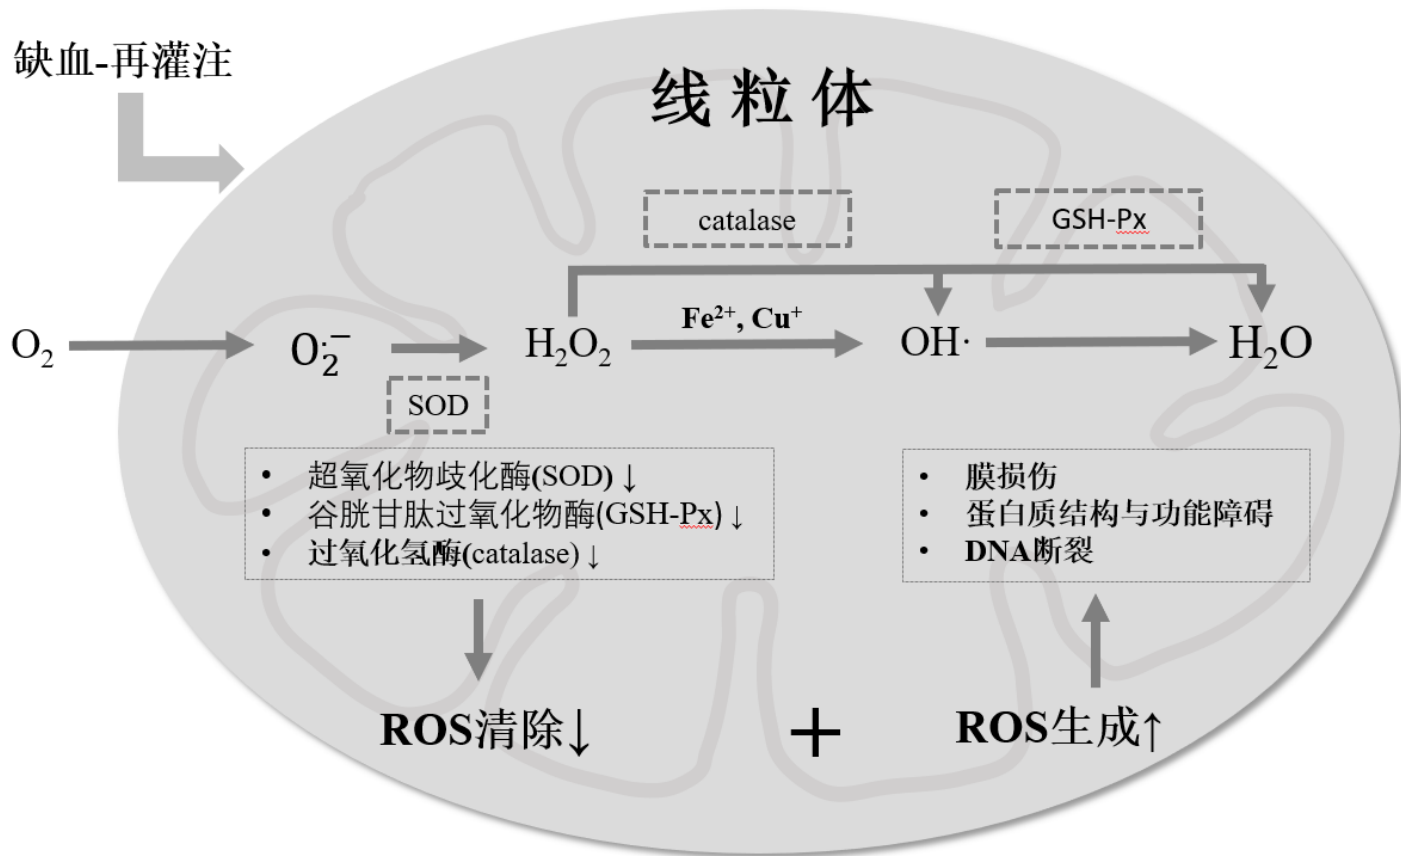 缺血-再灌注
线 粒 体
catalase
GSH-Px
Fe²⁺, Cu⁺
O₂
O₂·⁻
H₂O₂
OH·
H₂O
SOD
• 超氧化物歧化酶(SOD) ↓
• 谷胱甘肽过氧化物酶(GSH-Px) ↓
• 过氧化氢酶(catalase) ↓
• 膜损伤
• 蛋白质结构与功能障碍
• DNA断裂
ROS清除↓
+
ROS生成↑